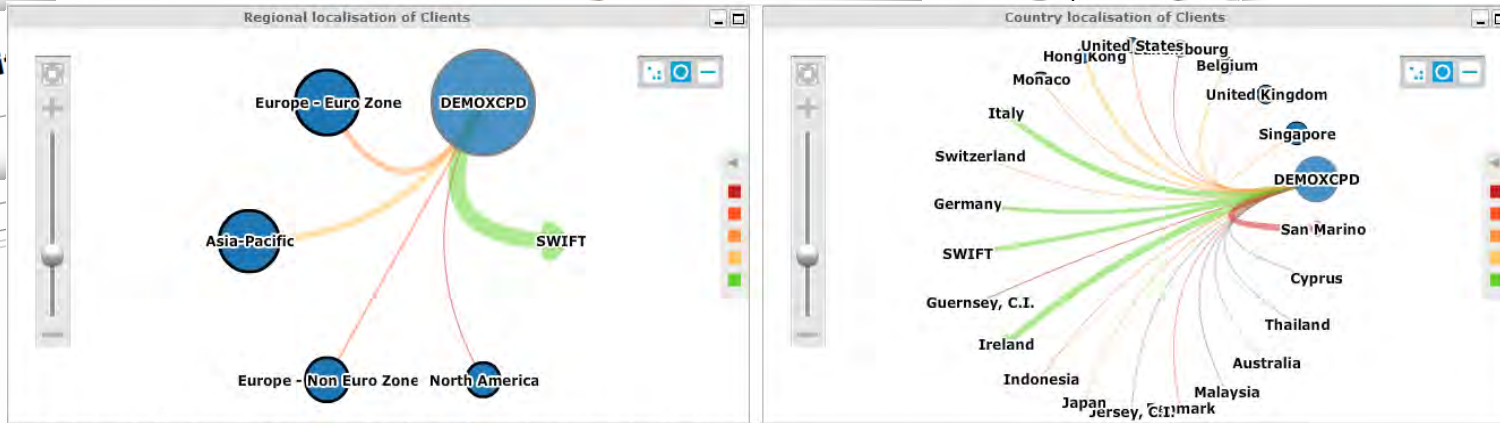 Regional localisation of Clients
Europe - Euro Zone
DEMOXCPD
Asia-Pacific
SWIFT
Europe - Non Euro Zone
North America
Country localisation of Clients
United States
Hong Kong
Belgium
Monaco
United Kingdom
Italy
Singapore
Switzerland
DEMOXCPD
Germany
San Marino
SWIFT
Cyprus
Guernsey, C.I.
Thailand
Ireland
Australia
Indonesia
Malaysia
Japan
Jersey, C.I.